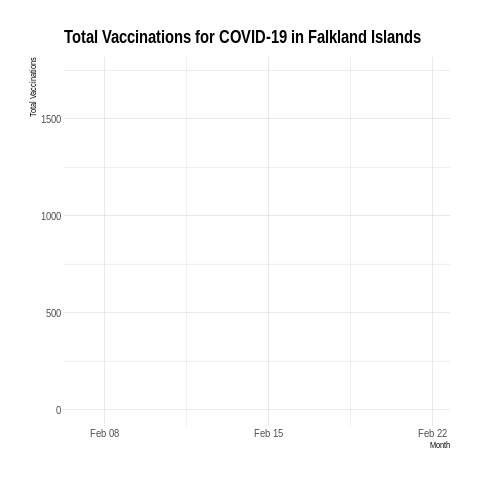 Total Vaccinations for COVID-19 in Falkland Islands
Total Vaccinations
1500
1000
500
0
Feb 08
Feb 15
Feb 22
Month